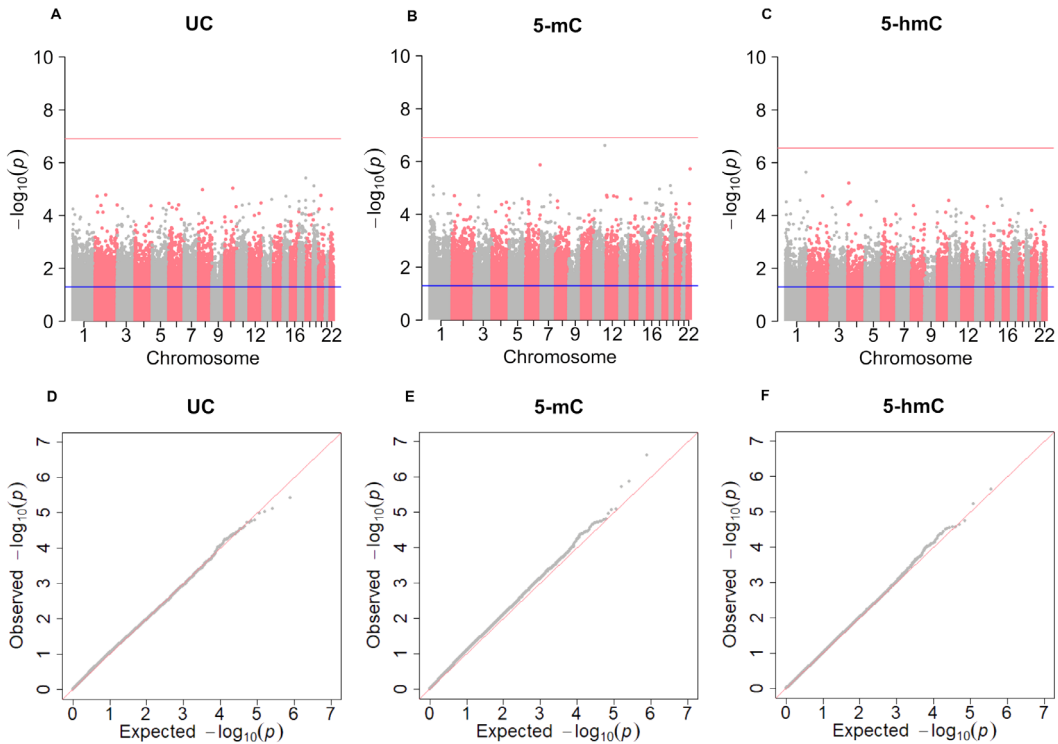 A UC
B 5-mC
C 5-hmC
10 10 10
8 8 8
6 6 6
4 4 4
2 2 2
0 0 0
−log10(p) −log10(p) −log10(p)
1 3 5 7 9 12 16 22
1 3 5 7 9 12 16 22
1 3 5 7 9 12 16 22
Chromosome Chromosome Chromosome
D UC
E 5-mC
F 5-hmC
7 7 7
6 6 6
5 5 5
4 4 4
3 3 3
2 2 2
1 1 1
0 0 0
Observed −log10(p) Observed −log10(p) Observed −log10(p)
0 1 2 3 4 5 6 7
0 1 2 3 4 5 6 7
0 1 2 3 4 5 6 7
Expected −log10(p) Expected −log10(p) Expected −log10(p)